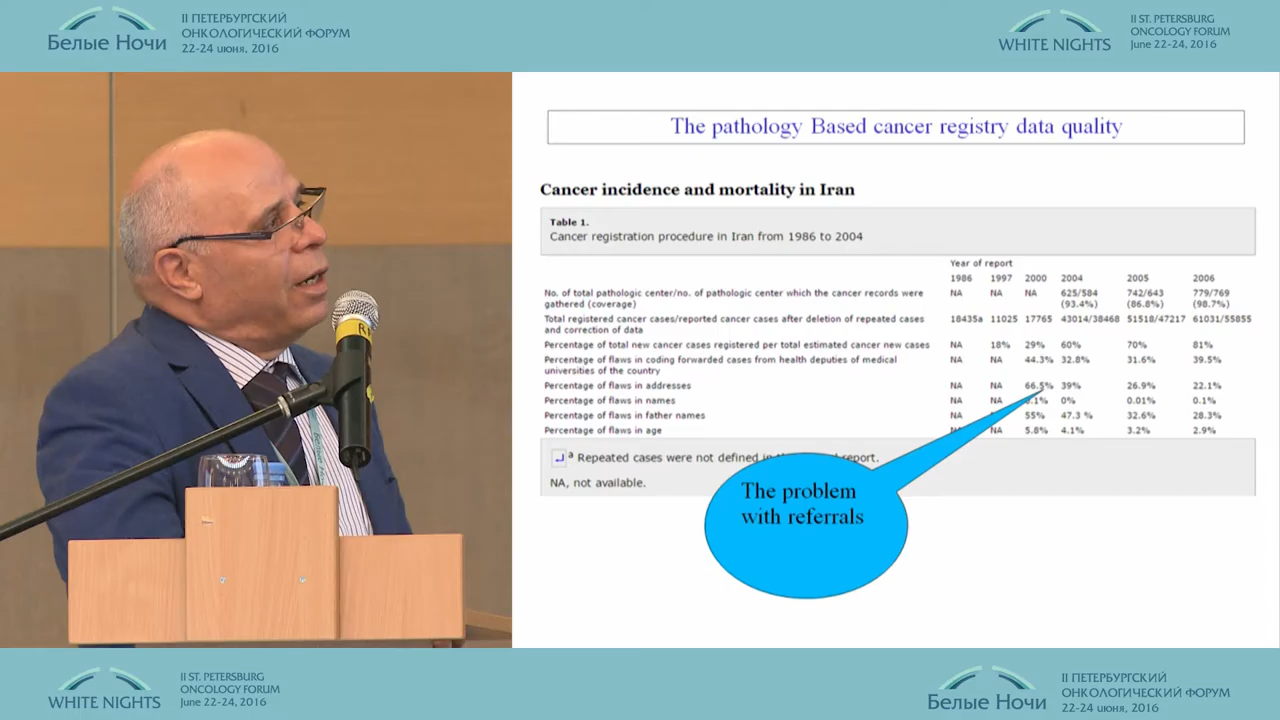 II ПЕТЕРБУРГСКИЙ
ОНКОЛОГИЧЕСКИЙ ФОРУМ
Белые Ночи
22-24 июня, 2016
II ST. PETERSBURG
ONCOLOGY FORUM
WHITE NIGHTS
June 22-24, 2016
The pathology Based cancer registry data quality
Cancer incidence and mortality in Iran
Table 1.
Cancer registration procedure in Iran from 1986 to 2004
Year of report
1986 1997 2000 2004 2005 2006
No. of total pathologic center/no. of pathologic center which the cancer records were NA NA NA 625/584 742/643 779/769
gathered (coverage) (93.4%) (86.8%) (98.7%)
Total registered cancer cases/reported cancer cases after deletion of repeated cases 18435a 11025 17765 43014/38468 51518/47217 61031/55855
and correction of data
Percentage of total new cancer cases registered per total estimated cancer new cases NA 18% 29% 60% 70% 81%
Percentage of flaws in coding forwarded cases from health deputies of medical NA NA 44.3% 32.8% 31.6% 39.5%
universities of the country
Percentage of flaws in addresses NA NA 66.5% 39% 26.9% 22.1%
Percentage of flaws in names NA NA .1% 0% 0.01% 0.1%
Percentage of flaws in father names NA 55% 47.3 % 32.6% 28.3%
Percentage of flaws in age NA 5.8% 4.1% 3.2% 2.9%
a Repeated cases were not defined in report.
NA, not available.
The problem
with referrals
II ST. PETERSBURG
ONCOLOGY FORUM
WHITE NIGHTS
June 22-24, 2016
II ПЕТЕРБУРГСКИЙ
ОНКОЛОГИЧЕСКИЙ ФОРУМ
Белые Ночи
22-24 июня, 2016